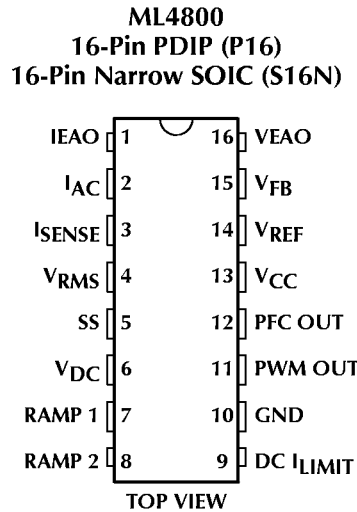 ML4800
16-Pin PDIP (P16)
16-Pin Narrow SOIC (S16N)
IEAO 1 16 VEAO
IAC 2 15 VFB
ISENSE 3 14 VREF
VRMS 4 13 VCC
SS 5 12 PFC OUT
VDC 6 11 PWM OUT
RAMP 1 7 10 GND
RAMP 2 8 9 DC ILIMIT
TOP VIEW